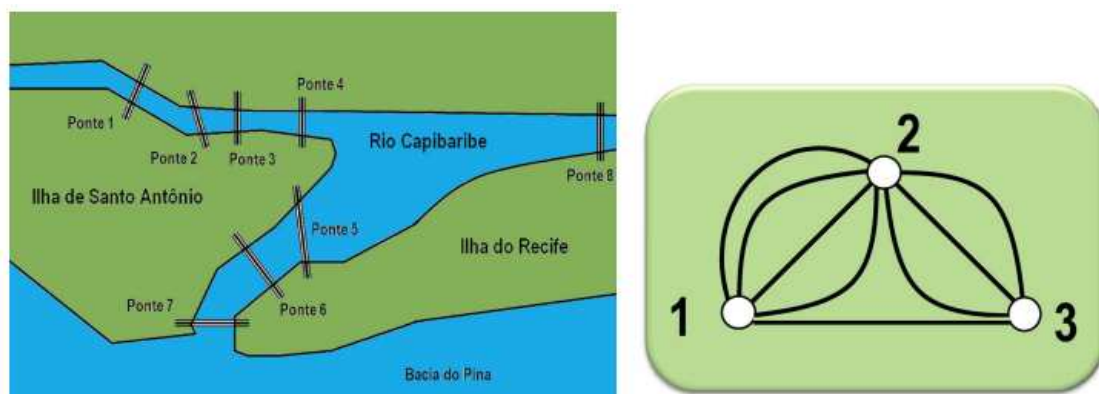 Ponte 4
Ponte 1
Rio Capibaribe
Ponte 2
Ponte 3
Ponte 8
Ilha de Santo Antônio
Ponte 5
Ilha do Recife
Ponte 7
Ponte 6
Bacia do Pina
2
1
3